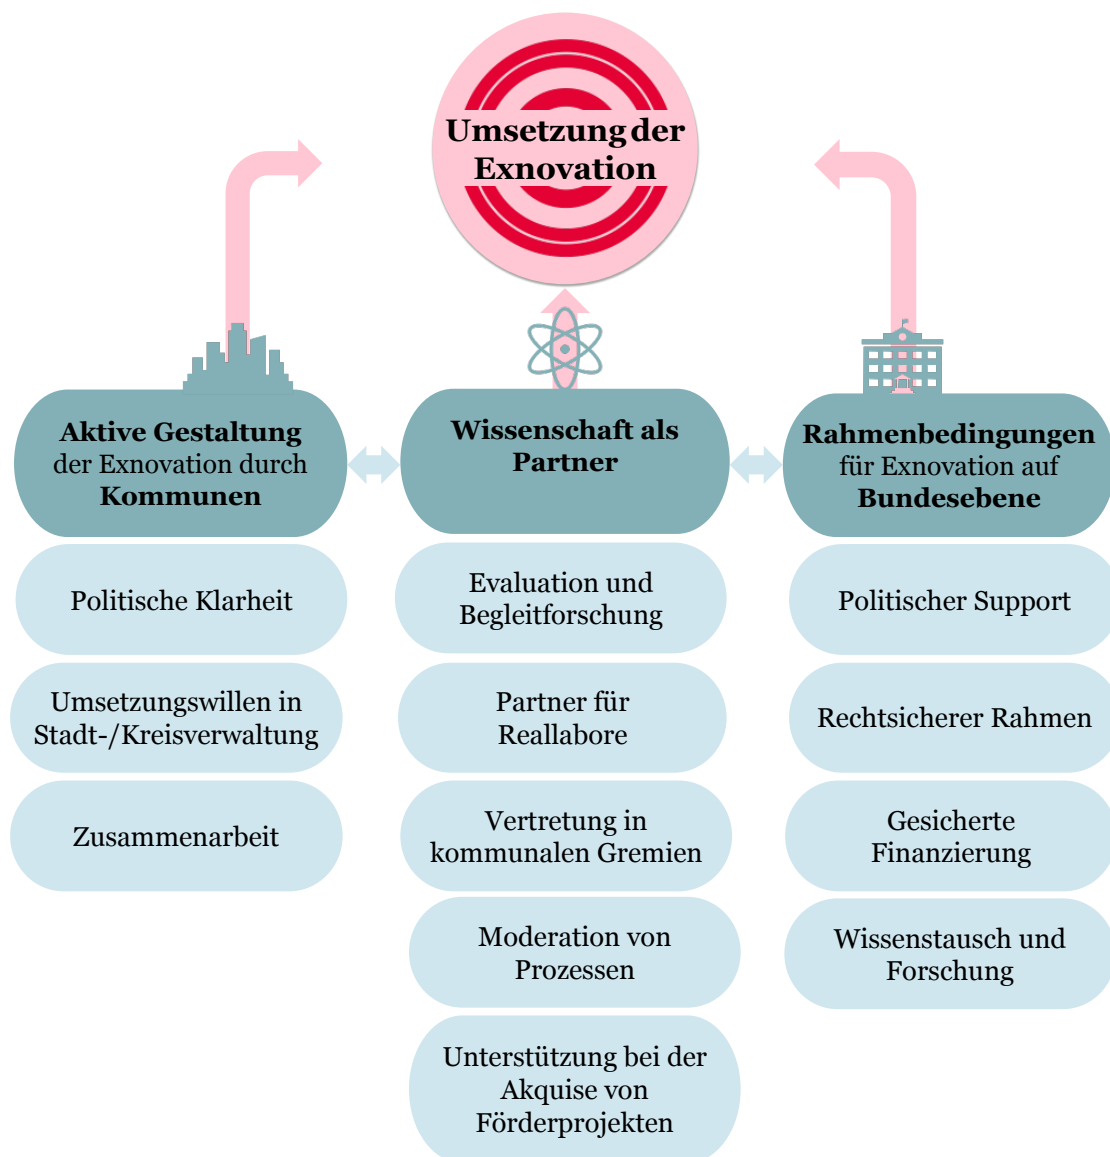 Umsetzung der
Exnovation
Aktive Gestaltung
der Exnovation durch
Kommunen
Politische Klarheit
Umsetzungswillen in
Stadt-/Kreisverwaltung
Zusammenarbeit
Wissenschaft als
Partner
Evaluation und
Begleitforschung
Partner für
Reallabore
Vertretung in
kommunalen Gremien
Moderation von
Prozessen
Unterstützung bei der
Akquise von
Förderprojekten
Rahmenbedingungen
für Exnovation auf
Bundesebene
Politischer Support
Rechtsicherer Rahmen
Gesicherte
Finanzierung
Wissenstausch und
Forschung